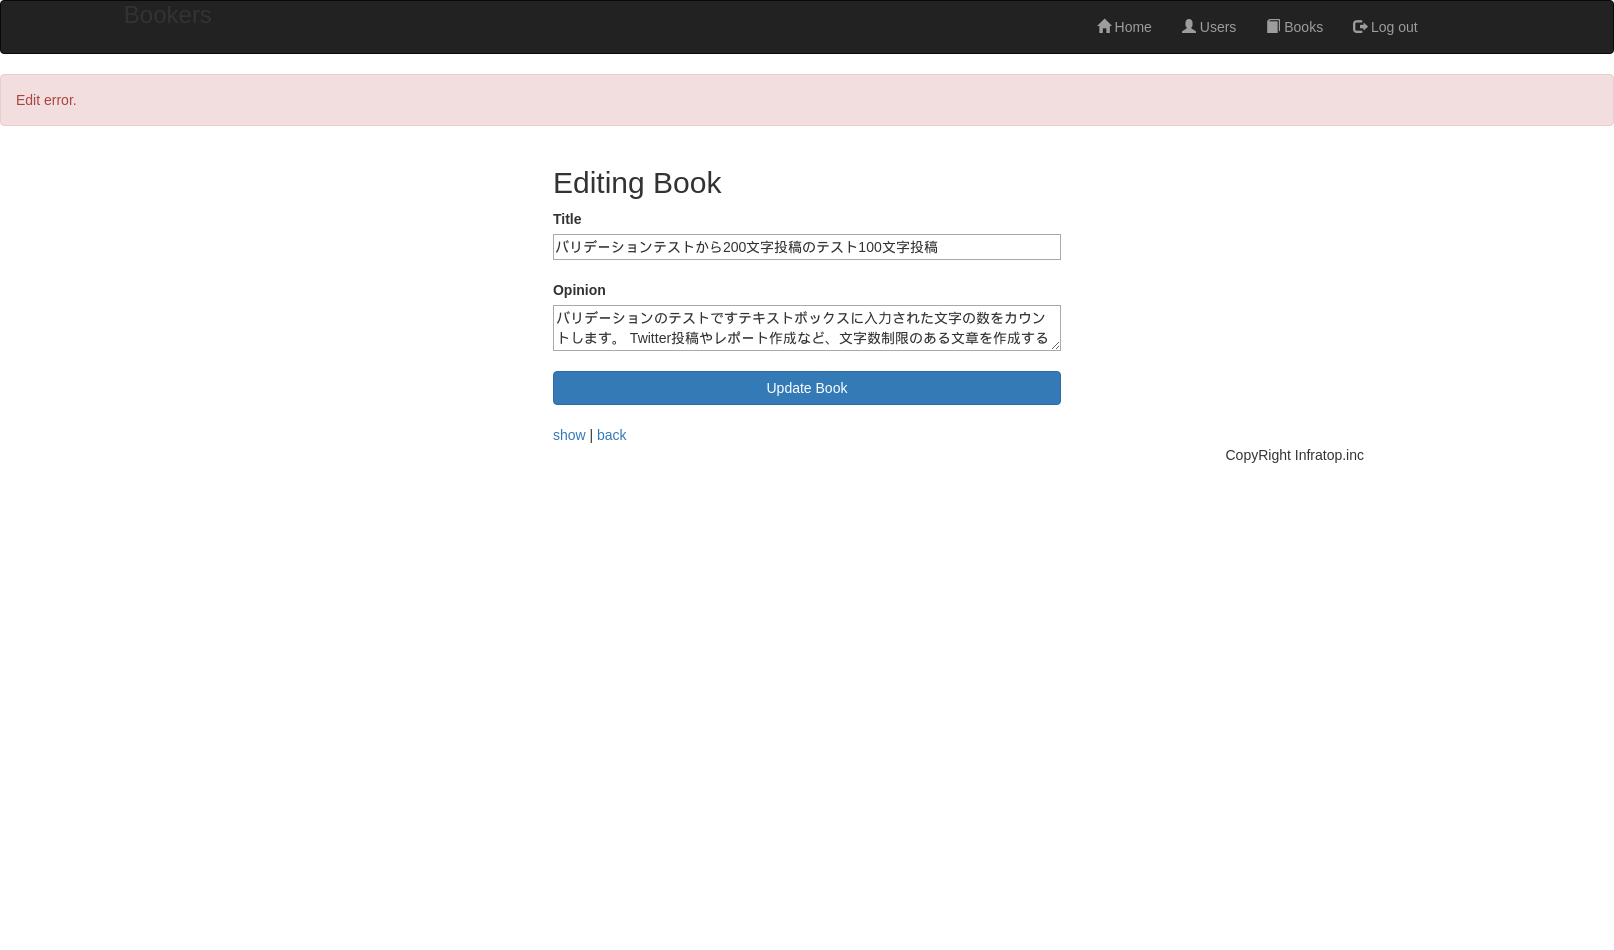 Bookers
Home
Users
Books
Log out
Edit error.
Editing Book
Title
バリデーションテストから200文字投稿のテスト100文字投稿
Opinion
バリデーションのテストですテキストボックスに入力された文字の数をカウン
トします。 Twitter投稿やレポート作成など、文字数制限のある文章を作成する
Update Book
show | back
CopyRight Infratop.inc